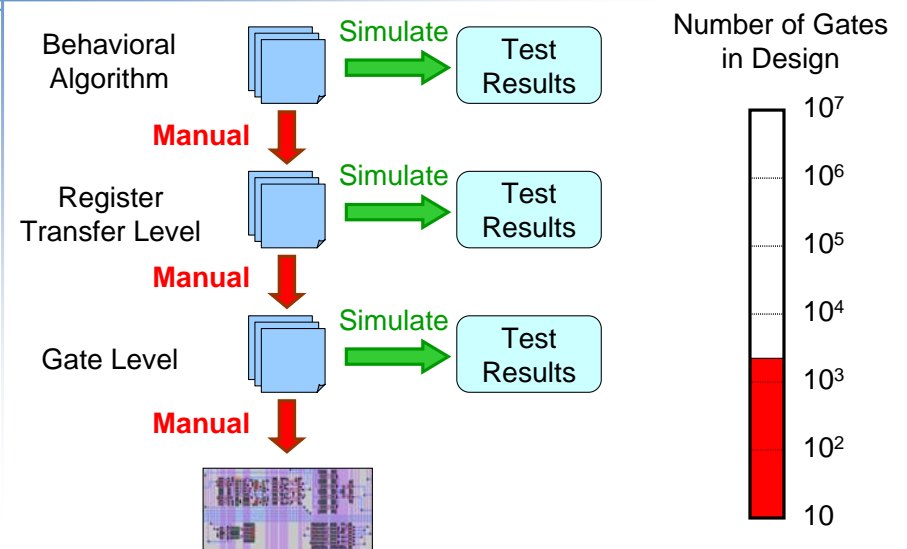 Behavioral
Algorithm
Simulate
Test
Results
Manual
Register
Transfer Level
Simulate
Test
Results
Manual
Gate Level
Simulate
Test
Results
Manual
Number of Gates
in Design
10⁷
10⁶
10⁵
10⁴
10³
10²
10